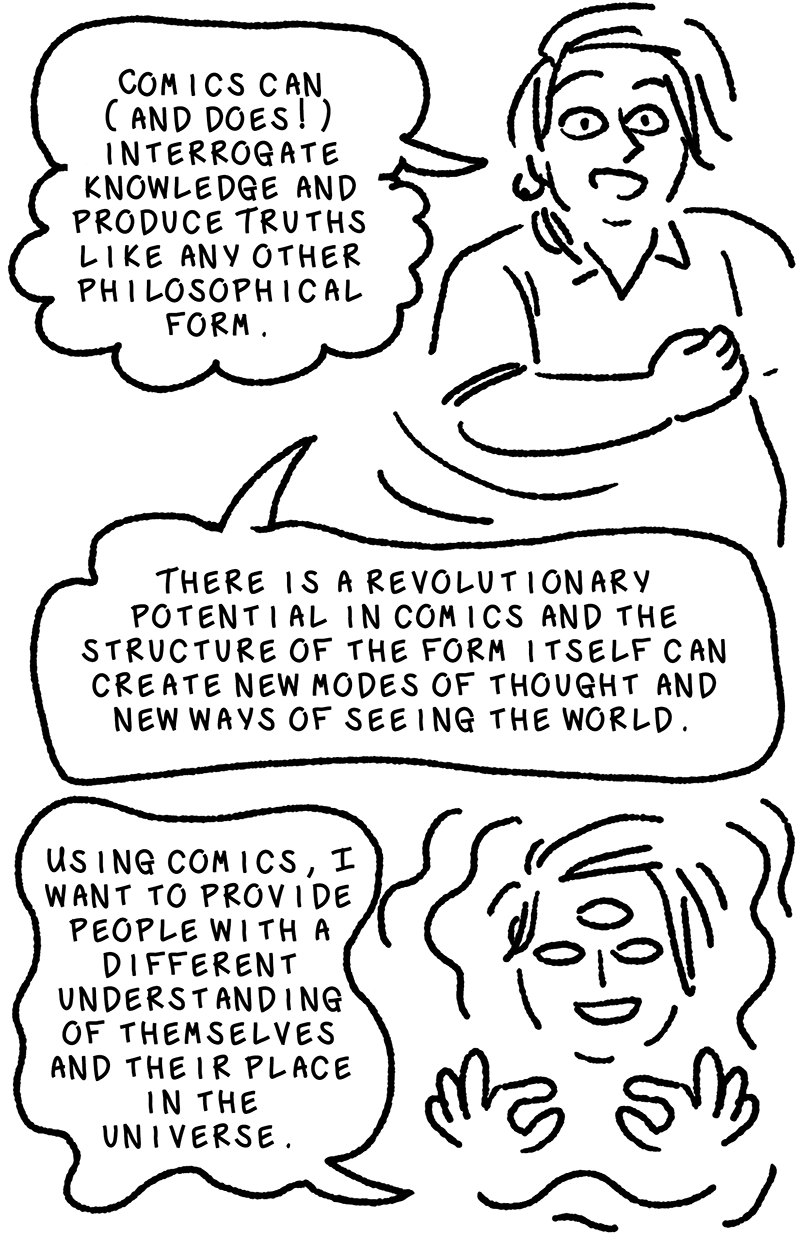 COMICS CAN
(AND DOES!)
INTERROGATE
KNOWLEDGE AND
PRODUCE TRUTHS
LIKE ANY OTHER
PHILOSOPHICAL
FORM.
THERE IS A REVOLUTIONARY
POTENTIAL IN COMICS AND THE
STRUCTURE OF THE FORM ITSELF CAN
CREATE NEW MODES OF THOUGHT AND
NEW WAYS OF SEEING THE WORLD.
USING COMICS, I
WANT TO PROVIDE
PEOPLE WITH A
DIFFERENT
UNDERSTANDING
OF THEMSELVES
AND THEIR PLACE
IN THE
UNIVERSE.